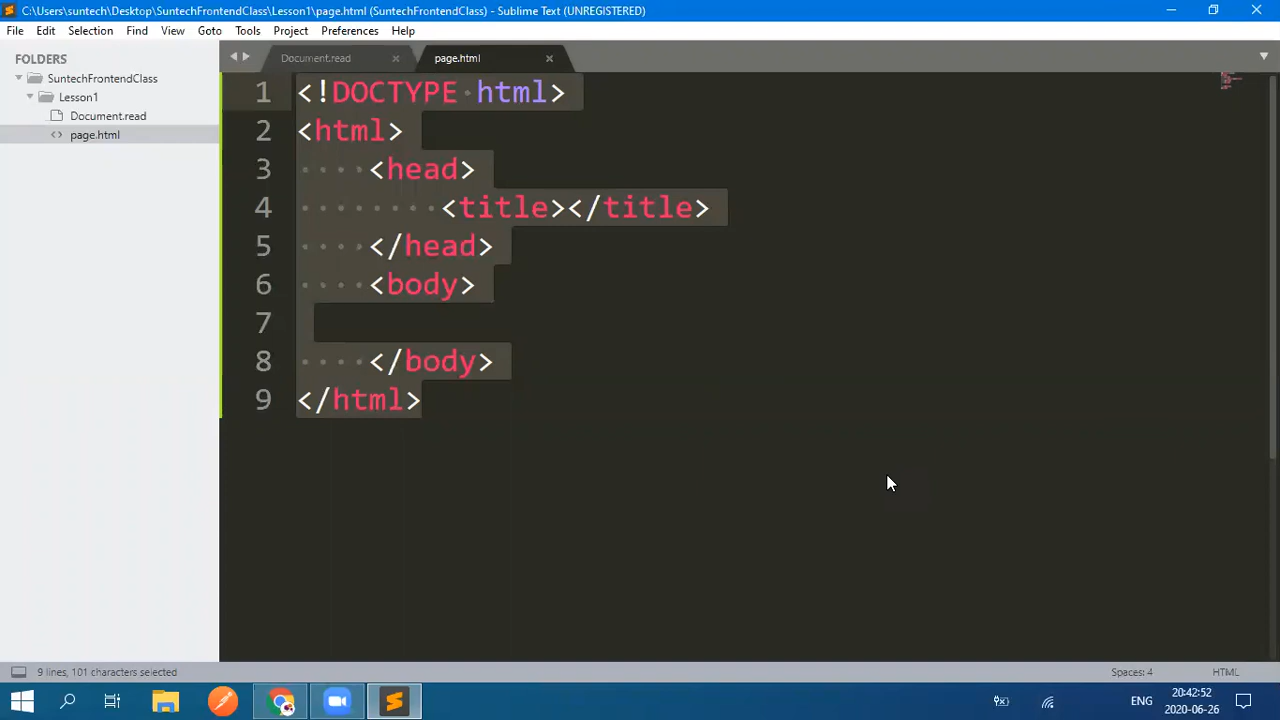 C:\Users\suntech\Desktop\SuntechFrontendClass\Lesson1\page.html (SuntechFrontendClass) - Sublime Text (UNREGISTERED)
File Edit Selection Find View Goto Tools Project Preferences Help
FOLDERS
SuntechFrontendClass
Lesson1
Document.read
page.html
Document.read page.html
1 <!DOCTYPE html>
2 <html>
3 <head>
4 <title></title>
5 </head>
6 <body>
7
8 </body>
9 </html>
9 lines, 101 characters selected
Spaces: 4 HTML
ENG
20:42:52
2020-06-26